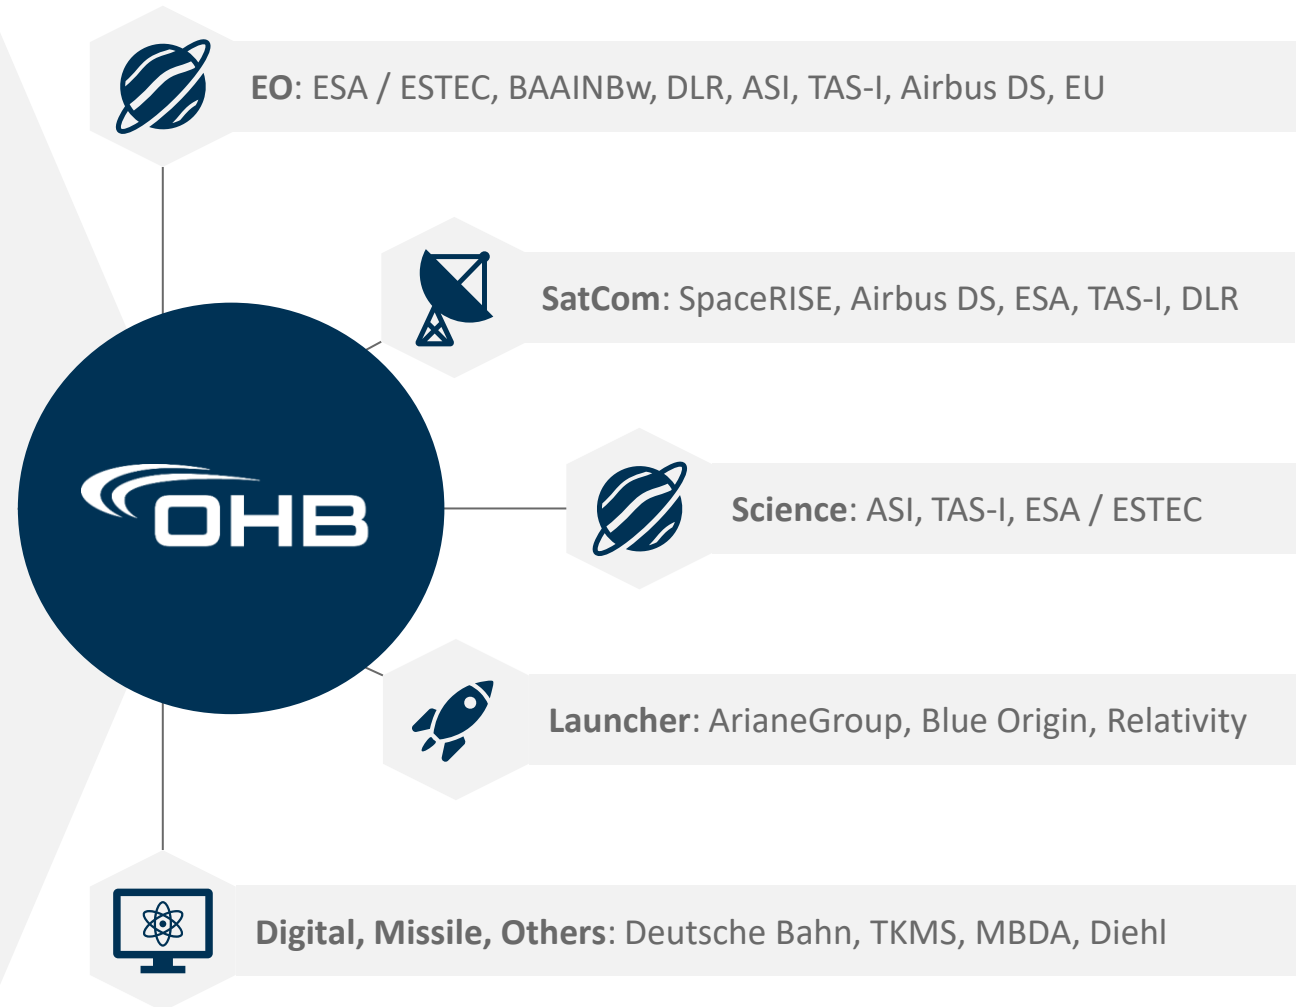 EO: ESA / ESTEC, BAAINBw, DLR, ASI, TAS-I, Airbus DS, EU
SatCom: SpaceRISE, Airbus DS, ESA, TAS-I, DLR
OHB
Science: ASI, TAS-I, ESA / ESTEC
Launcher: ArianeGroup, Blue Origin, Relativity
Digital, Missile, Others: Deutsche Bahn, TKMS, MBDA, Diehl